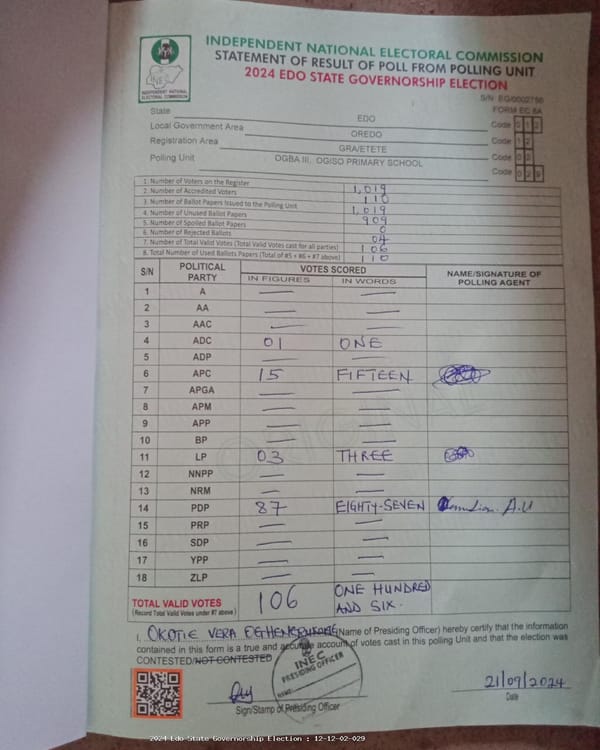 INDEPENDENT NATIONAL ELECTORAL COMMISSION
STATEMENT OF RESULT OF POLL FROM POLLING UNIT
2024 EDO STATE GOVERNORSHIP ELECTION
INEC
INDEPENDENT NATIONAL
ELECTORAL COMMISSION
S/N: EG/0002756
FORM EC 8A
State EDO Code 0 1 2
Local Government Area OREDO Code 1 2
Registration Area GRA/ETETE Code 0 2
Polling Unit OGBA III, OGISO PRIMARY SCHOOL Code 0 2 9
1. Number of Voters on the Register 1,019
2. Number of Accredited Voters 110
3. Number of Ballot Papers Issued to the Polling Unit 1,019
4. Number of Unused Ballot Papers 909
5. Number of Spoiled Ballot Papers 0
6. Number of Rejected Ballots 04
7. Number of Total Valid Votes (Total Valid Votes cast for all parties) 106
8. Total Number of Used Ballots Papers (Total of #5 + #6 + #7 above) 110
S/N POLITICAL PARTY VOTES SCORED NAME/SIGNATURE OF POLLING AGENT
IN FIGURES IN WORDS
1 A — —
2 AA — —
3 AAC — —
4 ADC 01 ONE
5 ADP — —
6 APC 15 FIFTEEN
7 APGA — —
8 APM — —
9 APP — —
10 BP — —
11 LP 03 THREE
12 NNPP — —
13 NRM — —
14 PDP 87 EIGHTY-SEVEN A.U
15 PRP — —
16 SDP — —
17 YPP — —
18 ZLP — —
TOTAL VALID VOTES 106 ONE HUNDRED AND SIX.
(Record Total Valid Votes under #7 above)
I, OKOTIE VERA (Name of Presiding Officer) hereby certify that the information
contained in this form is a true and accurate account of votes cast in this polling Unit and that the election was
CONTESTED/NOT CONTESTED
INEC
PRESIDING OFFICER
NAME
21/09/2024
Sign/Stamp of Presiding Officer Date
2024 Edo State Governorship Election : 12-12-02-029